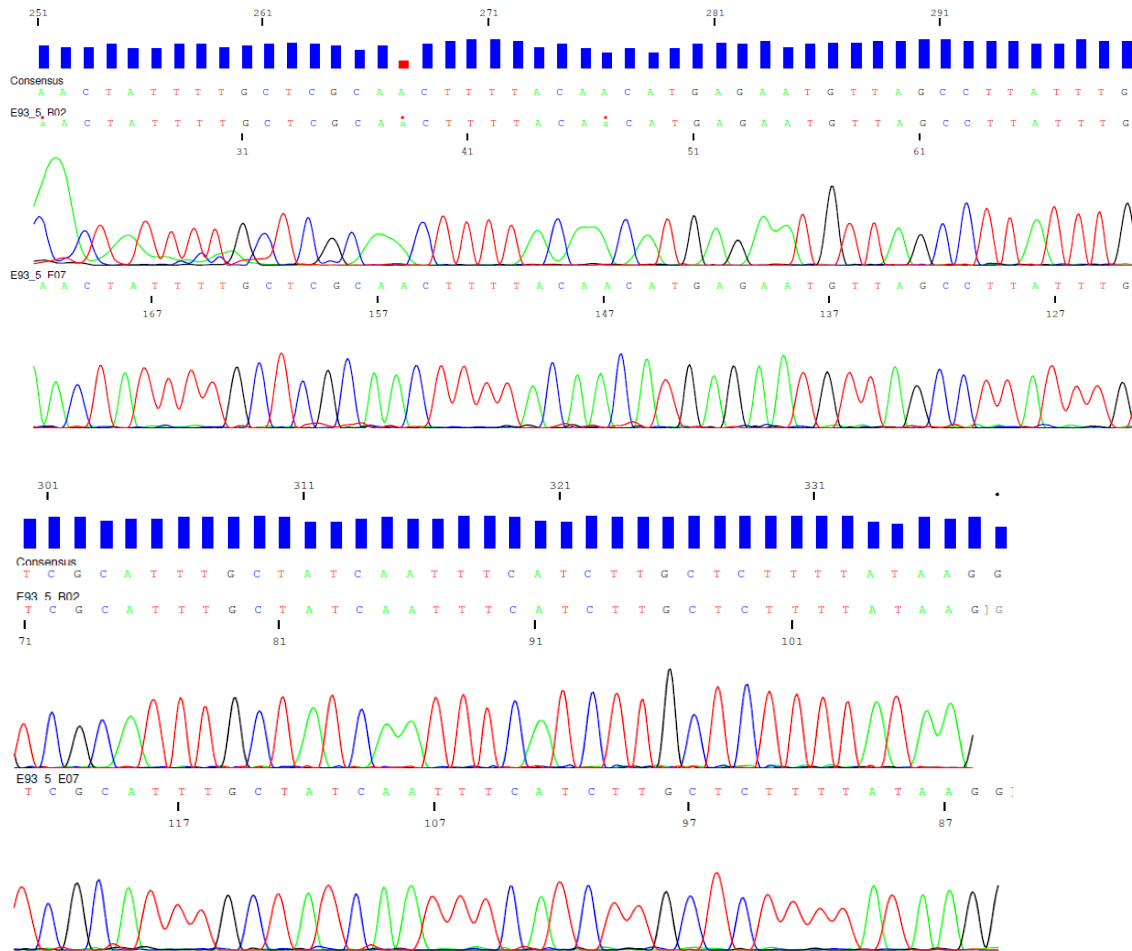 251 261 271 281 291
Consensus
A A C T A T T T T G C T C G C A A C T T T T A C A A C A T G A G A A T G T T A G C C T T A T T T G
E93_5_B02
a A C T A T T T T G C T C G C A a C T T T T A C A a C A T G A G A A T G T T A G C C T T A T T T G
31 41 51 61
E93_5_E07
A A C T A T T T T G C T C G C A A C T T T T A C A A C A T G A G A A T G T T A G C C T T A T T T G
167 157 147 137 127
301 311 321 331
Consensus
T C G C A T T T G C T A T C A A T T T C A T C T T G C T C T T T T A T A A G G
E93_5_B02
T C G C A T T T G C T A T C A A T T T C A T C T T G C T C T T T T A T A A G ] G
71 81 91 101
E93_5_E07
T C G C A T T T G C T A T C A A T T T C A T C T T G C T C T T T T A T A A G G ]
117 107 97 87